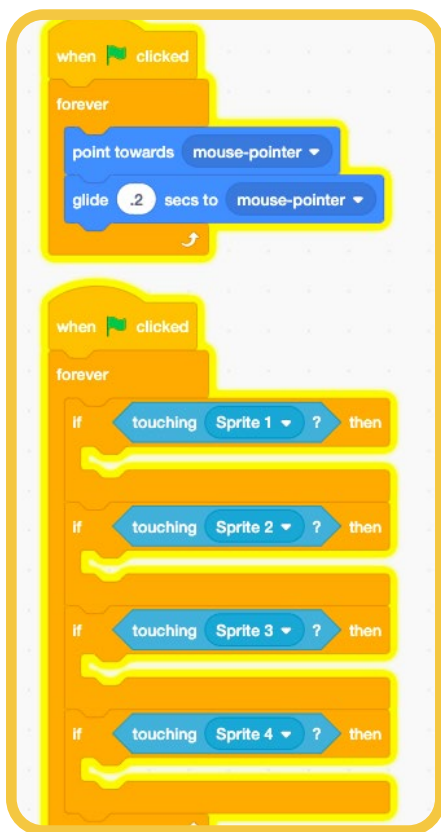 when clicked
forever
point towards mouse-pointer
glide .2 secs to mouse-pointer
when clicked
forever
if touching Sprite 1 ? then
if touching Sprite 2 ? then
if touching Sprite 3 ? then
if touching Sprite 4 ? then